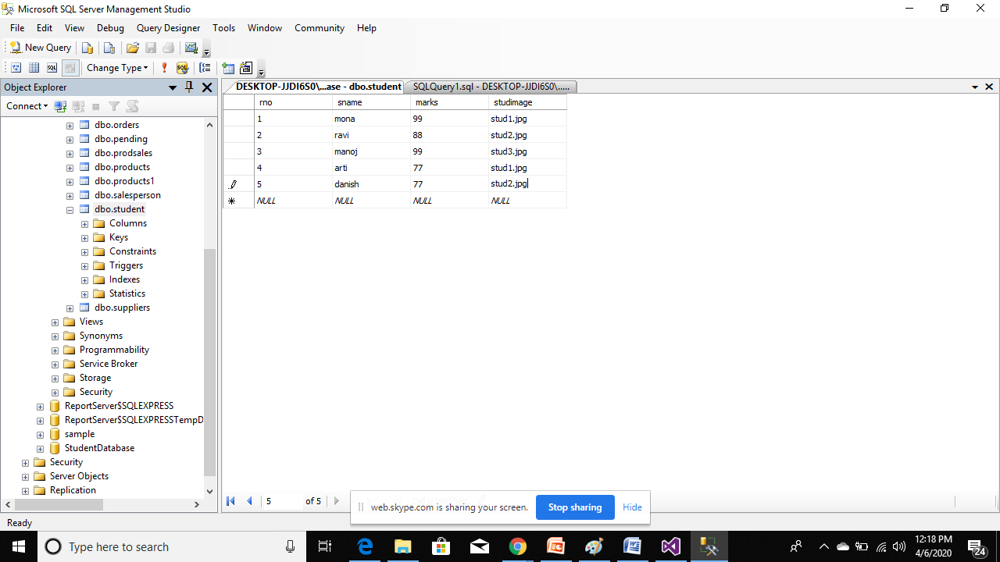 Microsoft SQL Server Management Studio
File Edit View Debug Query Designer Tools Window Community Help
New Query
Change Type
Object Explorer
Connect
dbo.orders
dbo.pending
dbo.prodsales
dbo.products
dbo.products1
dbo.salesperson
dbo.student
Columns
Keys
Constraints
Triggers
Indexes
Statistics
dbo.suppliers
Views
Synonyms
Programmability
Service Broker
Storage
Security
ReportServer$SQLEXPRESS
ReportServer$SQLEXPRESSTempD
sample
StudentDatabase
Security
Server Objects
Replication
DESKTOP-JJDI6S0\...ase - dbo.student SQLQuery1.sql - DESKTOP-JJDI6S0\.....
rno sname marks studimage
1 mona 99 stud1.jpg
2 ravi 88 stud2.jpg
3 manoj 99 stud3.jpg
4 arti 77 stud1.jpg
5 danish 77 stud2.jpg
NULL NULL NULL NULL
5 of 5
web.skype.com is sharing your screen. Stop sharing Hide
Ready
Type here to search
12:18 PM
4/6/2020
24